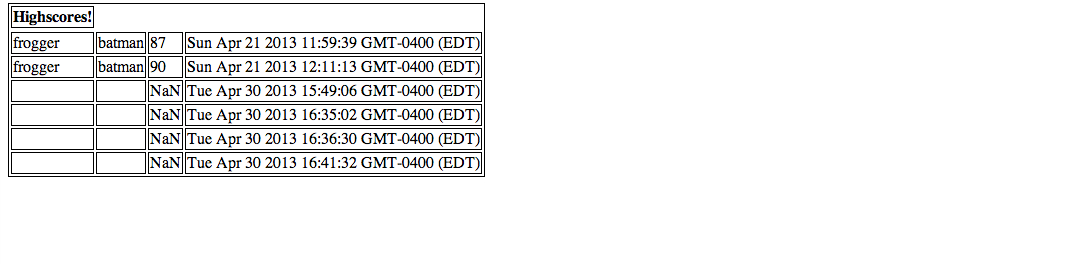 Highscores!
frogger batman 87 Sun Apr 21 2013 11:59:39 GMT-0400 (EDT)
frogger batman 90 Sun Apr 21 2013 12:11:13 GMT-0400 (EDT)
NaN Tue Apr 30 2013 15:49:06 GMT-0400 (EDT)
NaN Tue Apr 30 2013 16:35:02 GMT-0400 (EDT)
NaN Tue Apr 30 2013 16:36:30 GMT-0400 (EDT)
NaN Tue Apr 30 2013 16:41:32 GMT-0400 (EDT)